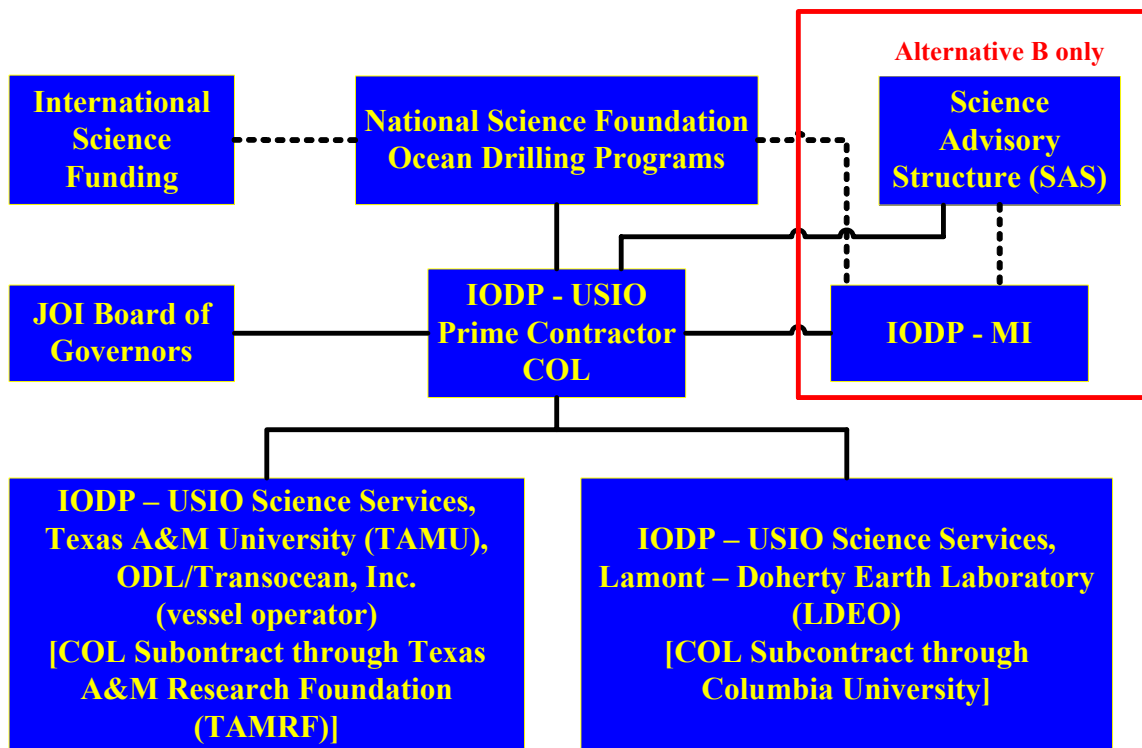 Alternative B only
International
Science
Funding
National Science Foundation
Ocean Drilling Programs
Science
Advisory
Structure (SAS)
JOI Board of
Governors
IODP - USIO
Prime Contractor
COL
IODP - MI
IODP – USIO Science Services,
Texas A&M University (TAMU),
ODL/Transocean, Inc.
(vessel operator)
[COL Subontract through Texas
A&M Research Foundation
(TAMRF)]
IODP – USIO Science Services,
Lamont – Doherty Earth Laboratory
(LDEO)
[COL Subcontract through
Columbia University]